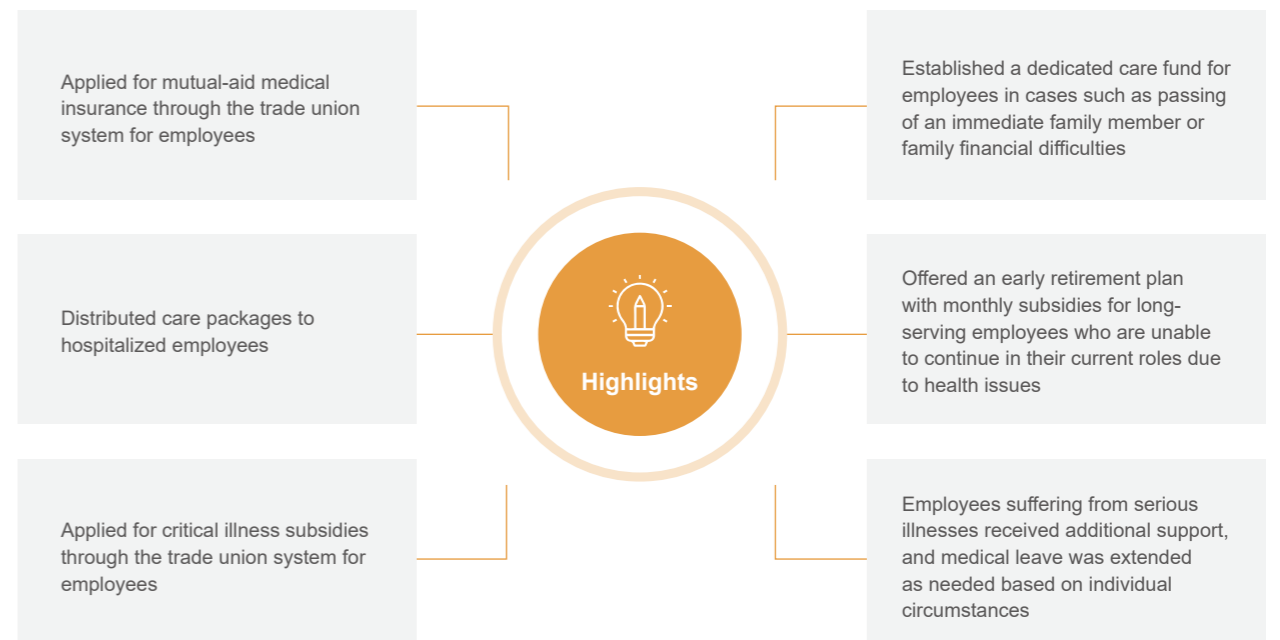 Applied for mutual-aid medical
insurance through the trade union
system for employees
Distributed care packages to
hospitalized employees
Applied for critical illness subsidies
through the trade union system for
employees
Highlights
Established a dedicated care fund for
employees in cases such as passing
of an immediate family member or
family financial difficulties
Offered an early retirement plan
with monthly subsidies for long-
serving employees who are unable
to continue in their current roles due
to health issues
Employees suffering from serious
illnesses received additional support,
and medical leave was extended
as needed based on individual
circumstances